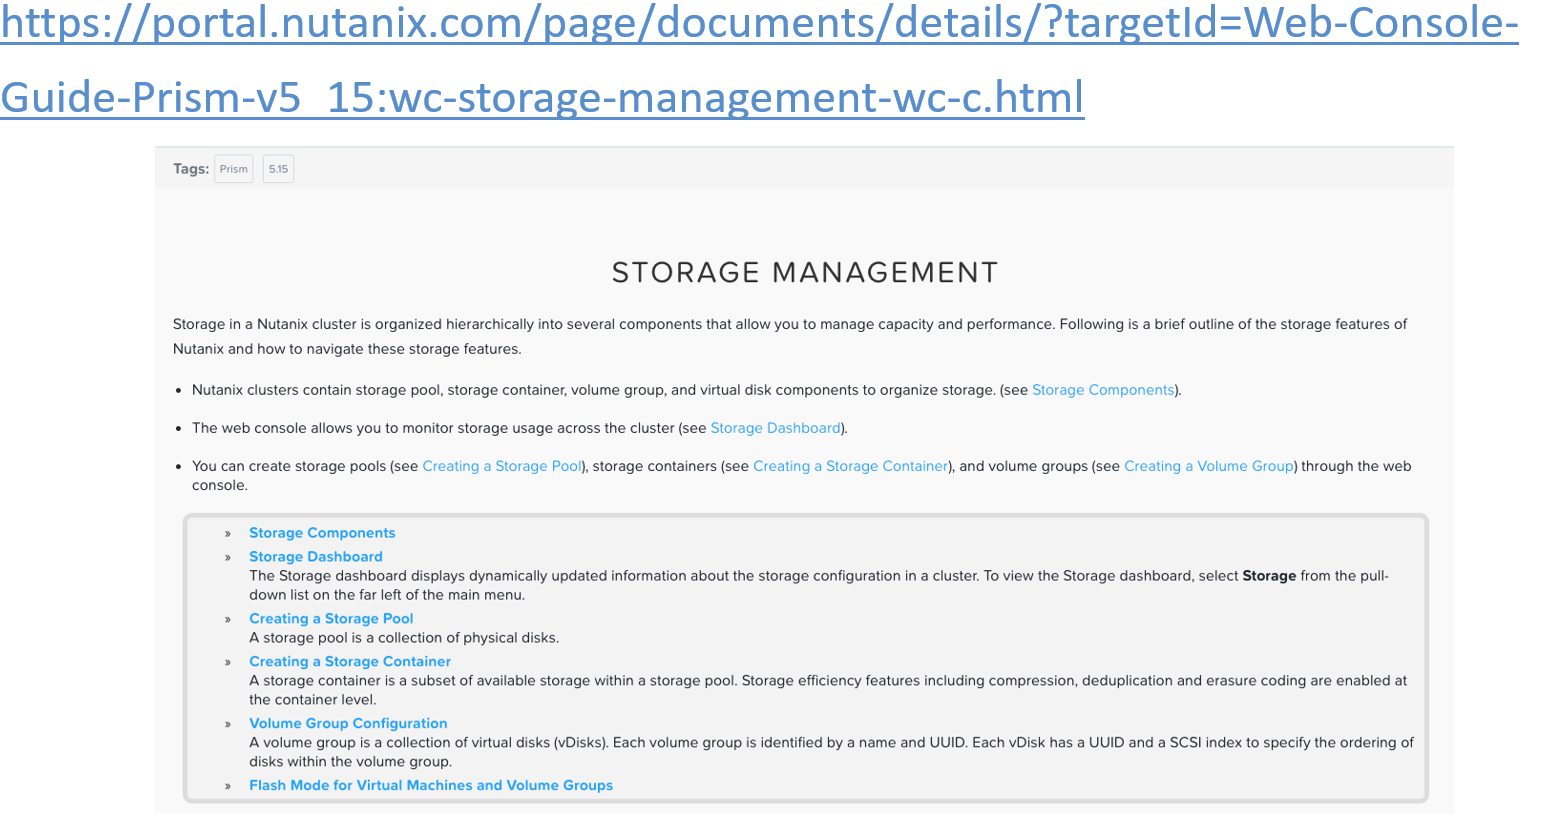 https://portal.nutanix.com/page/documents/details/?targetId=Web-Console-
Guide-Prism-v5_15:wc-storage-management-wc-c.html
Tags: Prism 5.15
STORAGE MANAGEMENT
Storage in a Nutanix cluster is organized hierarchically into several components that allow you to manage capacity and performance. Following is a brief outline of the storage features of
Nutanix and how to navigate these storage features.
• Nutanix clusters contain storage pool, storage container, volume group, and virtual disk components to organize storage. (see Storage Components).
• The web console allows you to monitor storage usage across the cluster (see Storage Dashboard).
• You can create storage pools (see Creating a Storage Pool), storage containers (see Creating a Storage Container), and volume groups (see Creating a Volume Group) through the web
console.
» Storage Components
» Storage Dashboard
The Storage dashboard displays dynamically updated information about the storage configuration in a cluster. To view the Storage dashboard, select Storage from the pull-
down list on the far left of the main menu.
» Creating a Storage Pool
A storage pool is a collection of physical disks.
» Creating a Storage Container
A storage container is a subset of available storage within a storage pool. Storage efficiency features including compression, deduplication and erasure coding are enabled at
the container level.
» Volume Group Configuration
A volume group is a collection of virtual disks (vDisks). Each volume group is identified by a name and UUID. Each vDisk has a UUID and a SCSI index to specify the ordering of
disks within the volume group.
» Flash Mode for Virtual Machines and Volume Groups